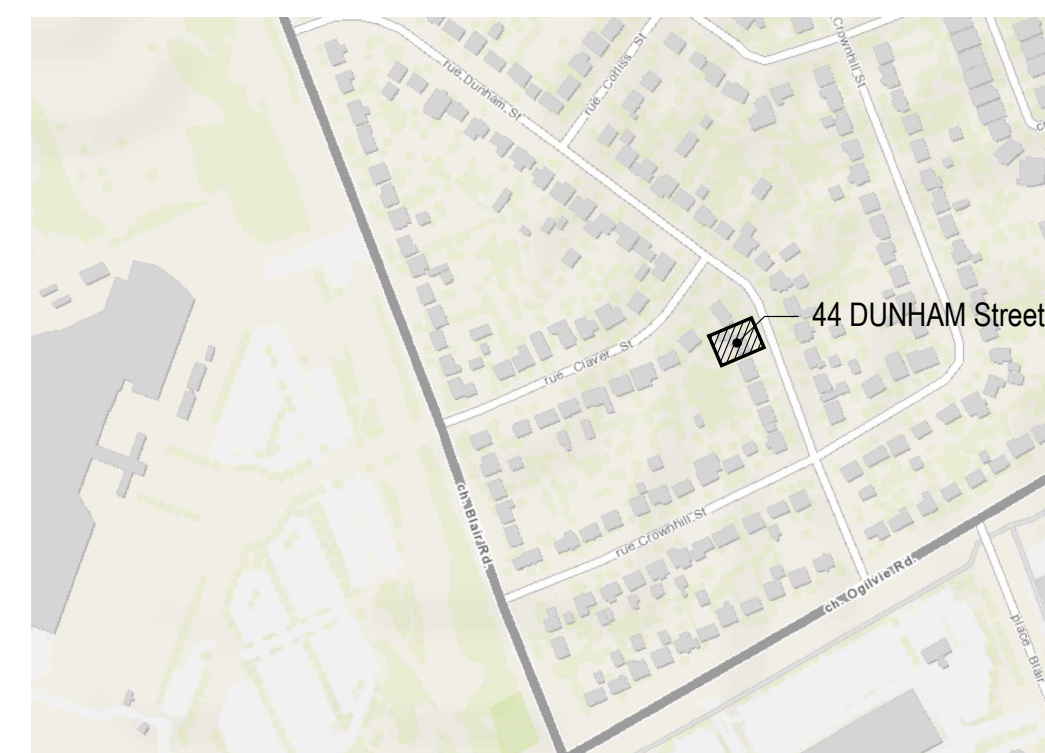 rue Dunham St
rue Corliss St
Crownhill St
44 DUNHAM Street
rue Claver St
ch. Blair Rd.
rue Crownhill St
ch. Ogilvie Rd.
place Blair